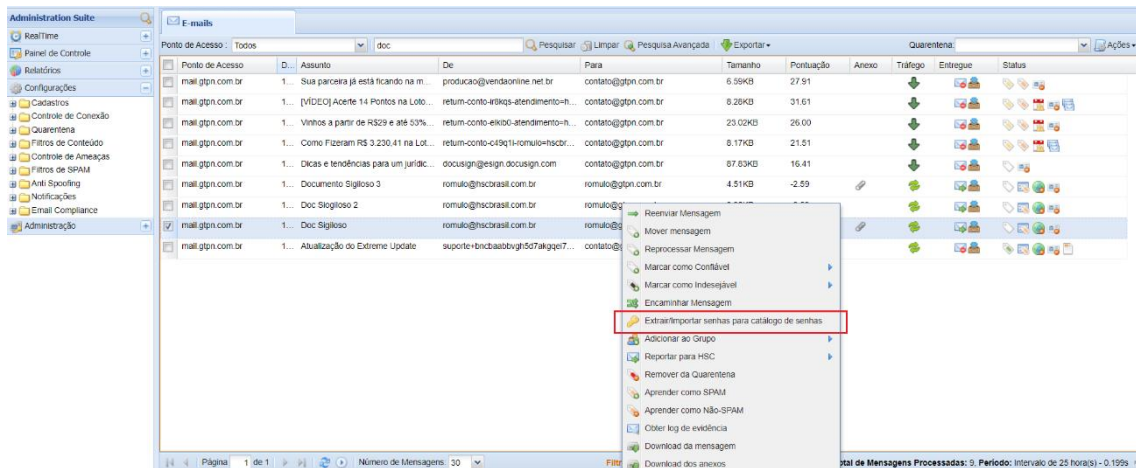 Administration Suite
RealTime
Painel de Controle
Relatórios
Configurações
Cadastros
Controle de Conexão
Quarentena
Filtros de Conteúdo
Controle de Ameaças
Filtros de SPAM
Anti Spoofing
Notificações
Email Compliance
Administração
E-mails
Ponto de Acesso : Todos doc Pesquisar Limpar Pesquisa Avançada Exportar Quarentena: Ações
Ponto de Acesso D... Assunto De Para Tamanho Pontuação Anexo Tráfego Entregue Status
mail.gtpn.com.br 1... Sua parceira já está ficando na m... producao@vendaonline.net.br contato@gtpn.com.br 6.59KB 27.91
mail.gtpn.com.br 1... [VÍDEO] Acerte 14 Pontos na Loto... contato@gtpn.com.br 8.26KB 31.61
mail.gtpn.com.br 1... Vinhos a partir de R$29 e até 53%... contato@gtpn.com.br 23.02KB 26.00
mail.gtpn.com.br 1... Como Fizeram R$ 3.230,41 na Lot... contato@gtpn.com.br 8.17KB 21.51
mail.gtpn.com.br 1... Dicas e tendências para um jurídic... docusign@esign.docusign.com contato@gtpn.com.br 87.83KB 16.41
mail.gtpn.com.br 1... Documento Sigiloso 3 romulo@hscbrasil.com.br romulo@gtpn.com.br 4.51KB -2.59
mail.gtpn.com.br 1... Doc Siogiloso 2 romulo@hscbrasil.com.br
mail.gtpn.com.br 1... Doc Sigiloso romulo@hscbrasil.com.br
mail.gtpn.com.br 1... Atualização do Extreme Update
Reenviar Mensagem
Mover mensagem
Reprocessar Mensagem
Marcar como Confiável
Marcar como Indesejável
Encaminhar Mensagem
Extrair/Importar senhas para catálogo de senhas
Adicionar ao Grupo
Reportar para HSC
Remover da Quarentena
Aprender como SPAM
Aprender como Não-SPAM
Obter log de evidência
Download da mensagem
Download dos anexos
Página 1 de 1 Número de Mensagens: 30 Mensagens Processadas: 9, Período: Intervalo de 25 hora(s) - 0.199s